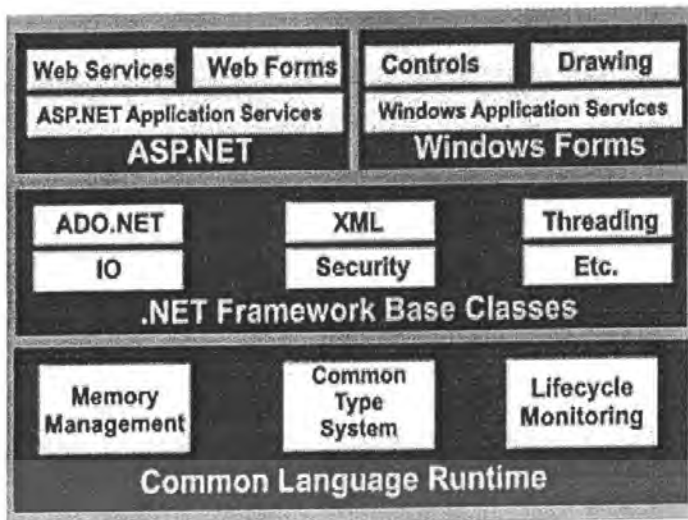 Web Services Web Forms
ASP.NET Application Services
ASP.NET
Controls Drawing
Windows Application Services
Windows Forms
ADO.NET XML Threading
IO Security Etc.
.NET Framework Base Classes
Memory Management
Common Type System
Lifecycle Monitoring
Common Language Runtime